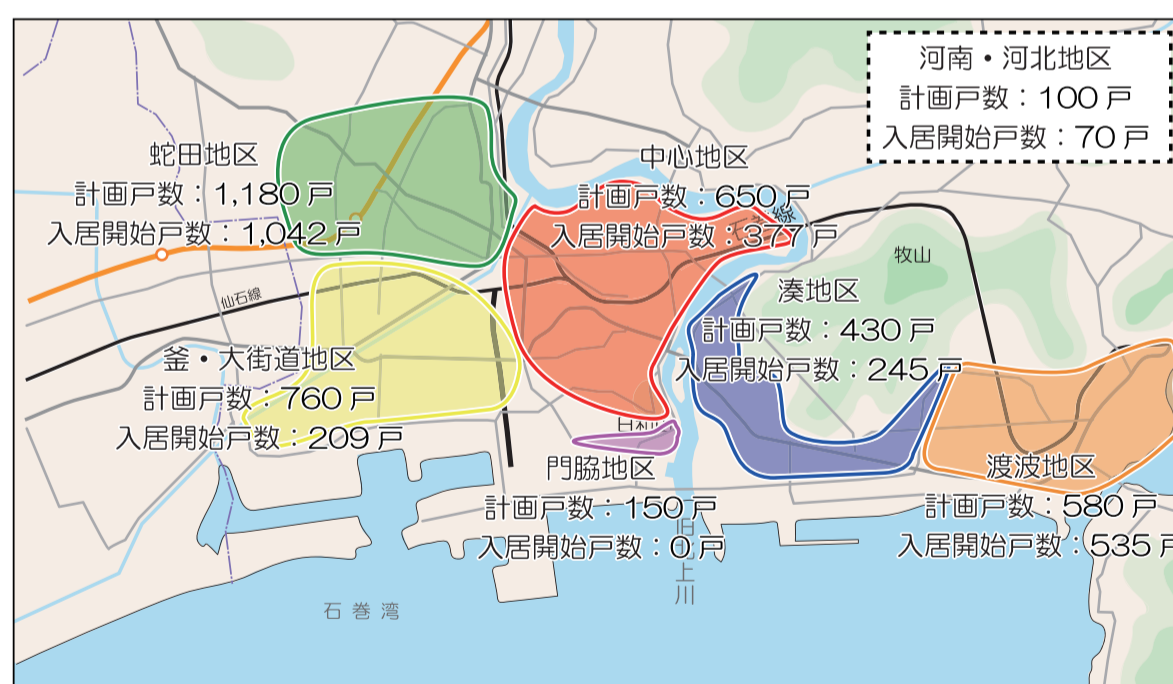 河南・河北地区
計画戸数：100戸
入居開始戸数：70戸
蛇田地区
計画戸数：1,180戸
入居開始戸数：1,042戸
中心地区
計画戸数：650戸
入居開始戸数：377戸
石巻線
牧山
仙石線
湊地区
計画戸数：430戸
入居開始戸数：245戸
釜・大街道地区
計画戸数：760戸
入居開始戸数：209戸
日和
門脇地区
計画戸数：150戸
入居開始戸数：0戸
渡波地区
計画戸数：580戸
入居開始戸数：535戸
旧
上川
石巻湾